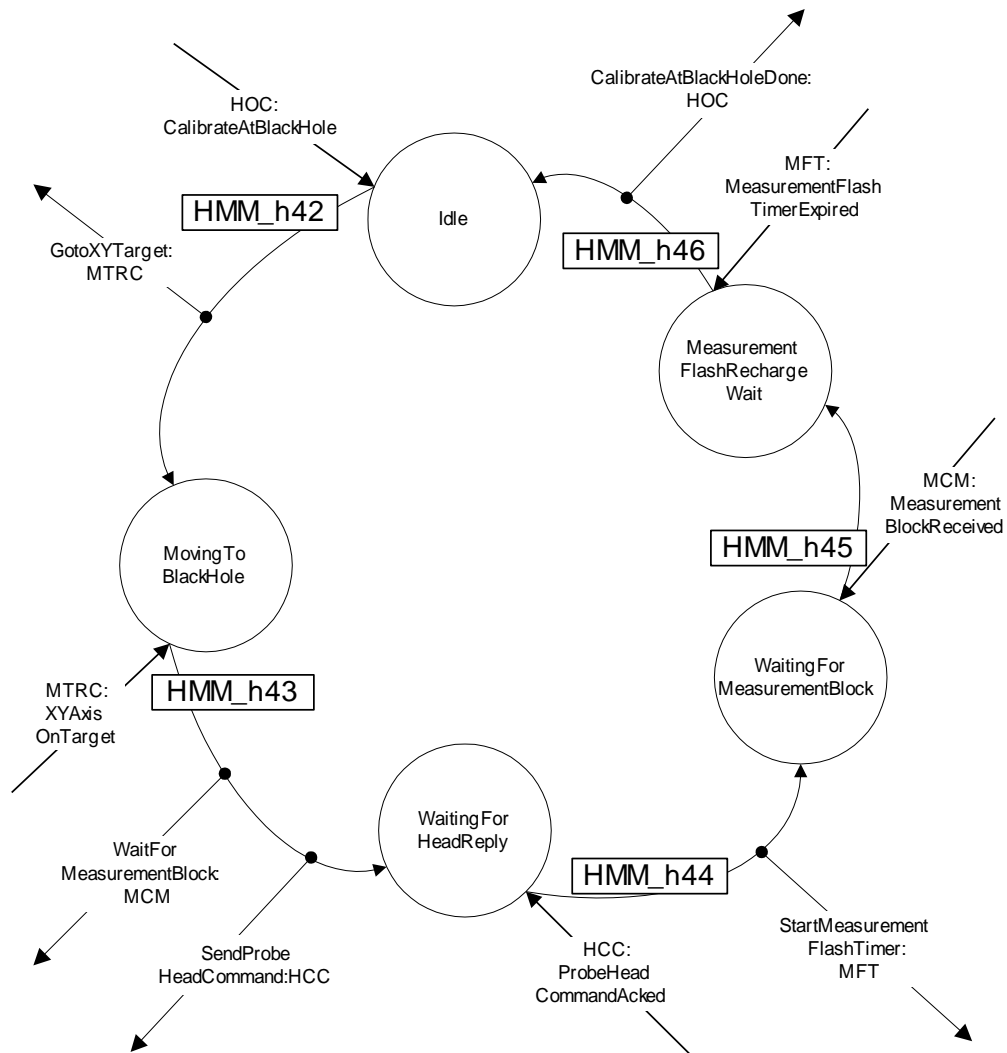 CalibrateAtBlackHoleDone:
HOC
HOC:
CalibrateAtBlackHole
MFT:
MeasurementFlash
TimerExpired
HMM_h42
Idle
HMM_h46
GotoXYTarget:
MTRC
Measurement
FlashRecharge
Wait
MCM:
Measurement
BlockReceived
HMM_h45
MovingTo
BlackHole
WaitingFor
MeasurementBlock
HMM_h43
MTRC:
XYAxis
OnTarget
WaitingFor
HeadReply
HMM_h44
WaitFor
MeasurementBlock:
MCM
StartMeasurement
FlashTimer:
MFT
SendProbe
HeadCommand:HCC
HCC:
ProbeHead
CommandAcked